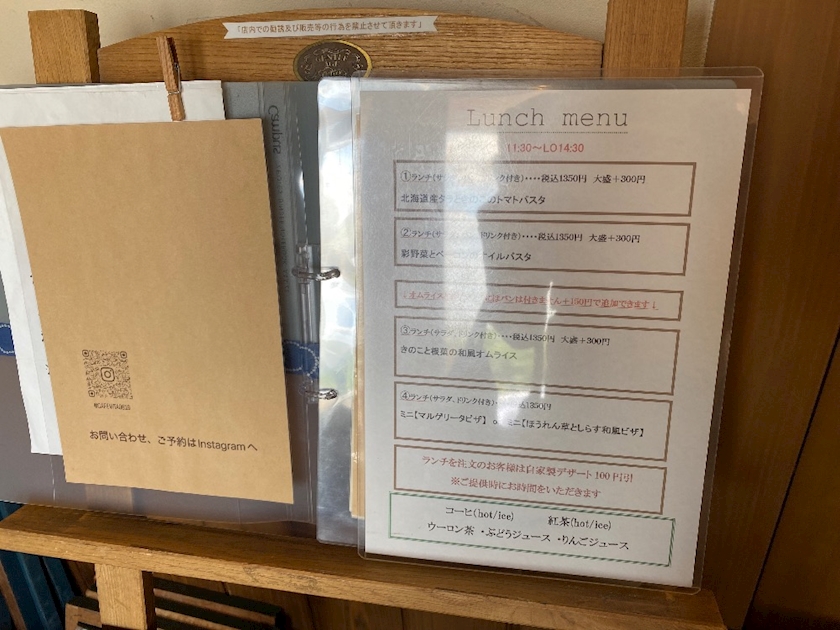 「店内での勧誘及び販売等の行為を禁止させて頂きます」
Lunch menu
11:30～LO14:30
①ランチ(サラダ、ドリンク付き)・・・・税込1350円 大盛＋300円
北海道産タラときのこのトマトパスタ
②ランチ(サラダ、ドリンク付き)・・・・税込1350円 大盛＋300円
彩野菜と イルパスタ
↓オムライス はパンは付きません＋150円で追加できます↓
③ランチ(サラダ、ドリンク付き)・・・・税込1350円 大盛＋300円
きのこと根菜の和風オムライス
④ランチ(サラダ、ドリンク付き)・ 税込1350円
ミニ【マルゲリータピザ】 or ミニ【ほうれん草としらす和風ピザ】
ランチを注文のお客様は自家製デザート100円引!
※ご提供時にお時間をいただきます
コーヒ(hot/ice) 紅茶(hot/ice)
ウーロン茶 ・ぶどうジュース ・りんごジュース
お問い合わせ、ご予約はInstagramへ